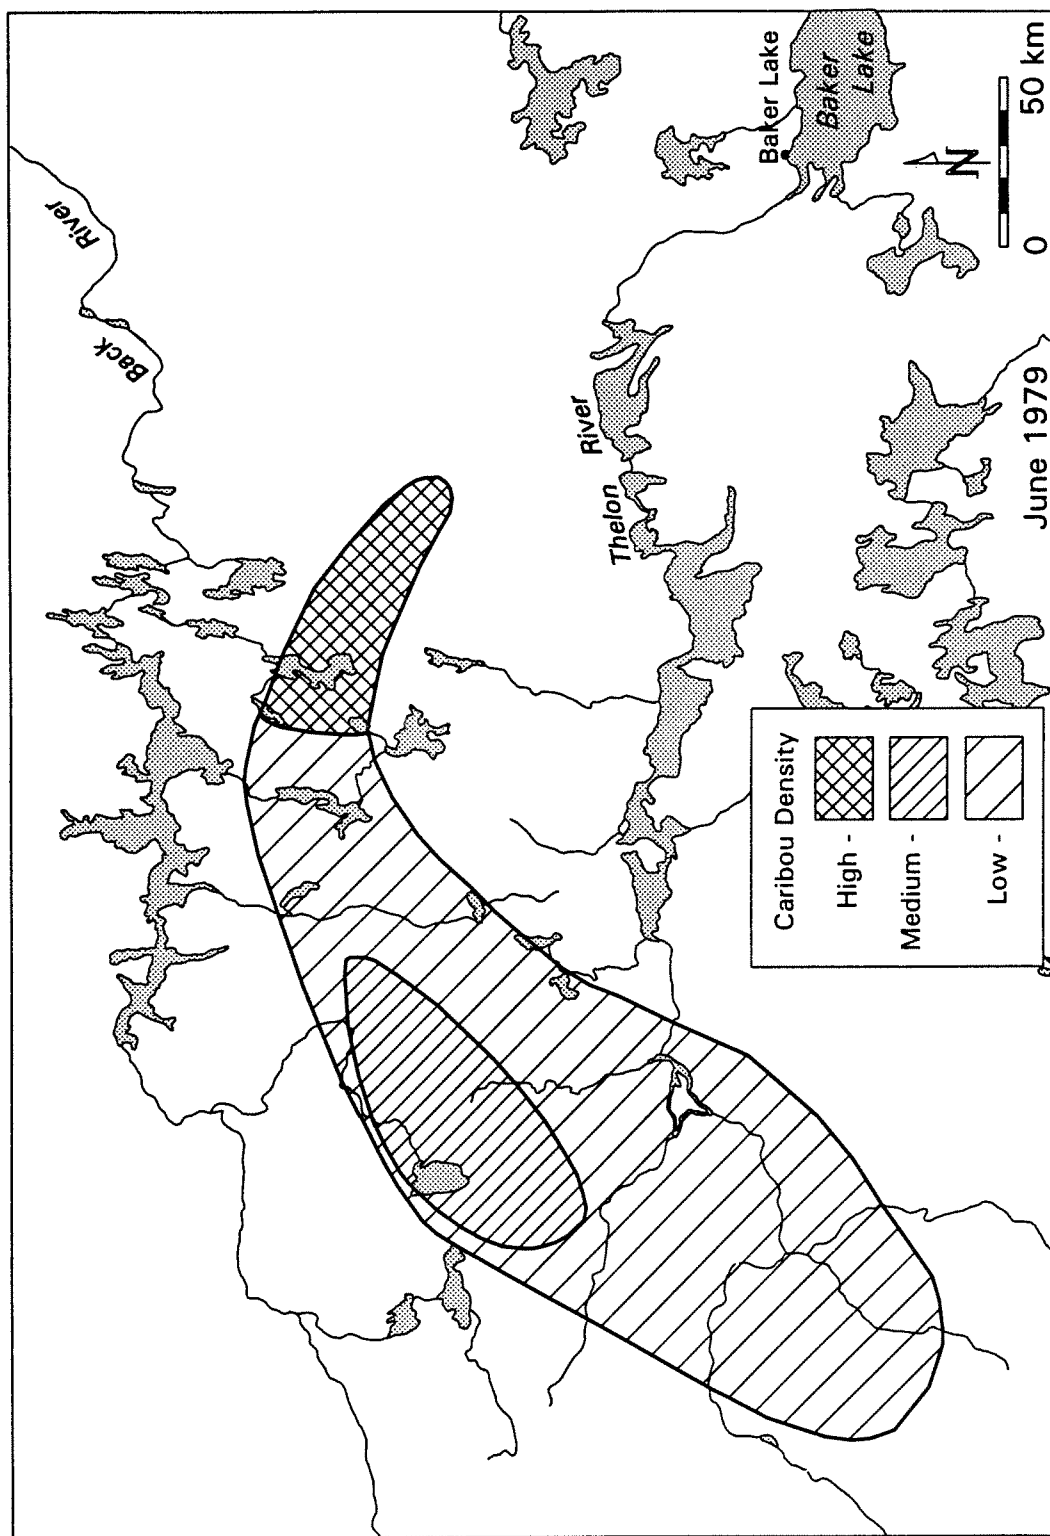 Back River
Thelon River
Baker Lake
Baker
Lake
N
0 50 km
Caribou Density
High -
Medium -
Low -
June 1979